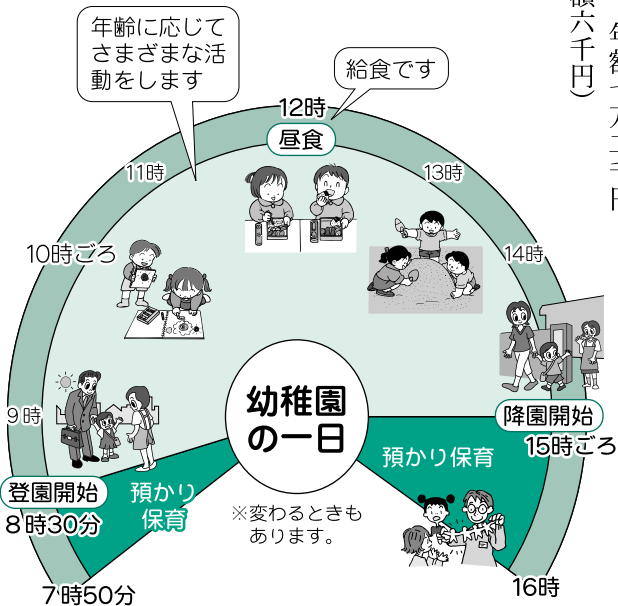 額六千円）
年齢に応じて
さまざまな活
動をします
給食です
12時
昼食
11時
13時
10時ごろ
14時
9時
幼稚園
の一日
降園開始
15時ごろ
登園開始
8時30分
預かり
保育
預かり保育
※変わるときも
あります。
7時50分
16時